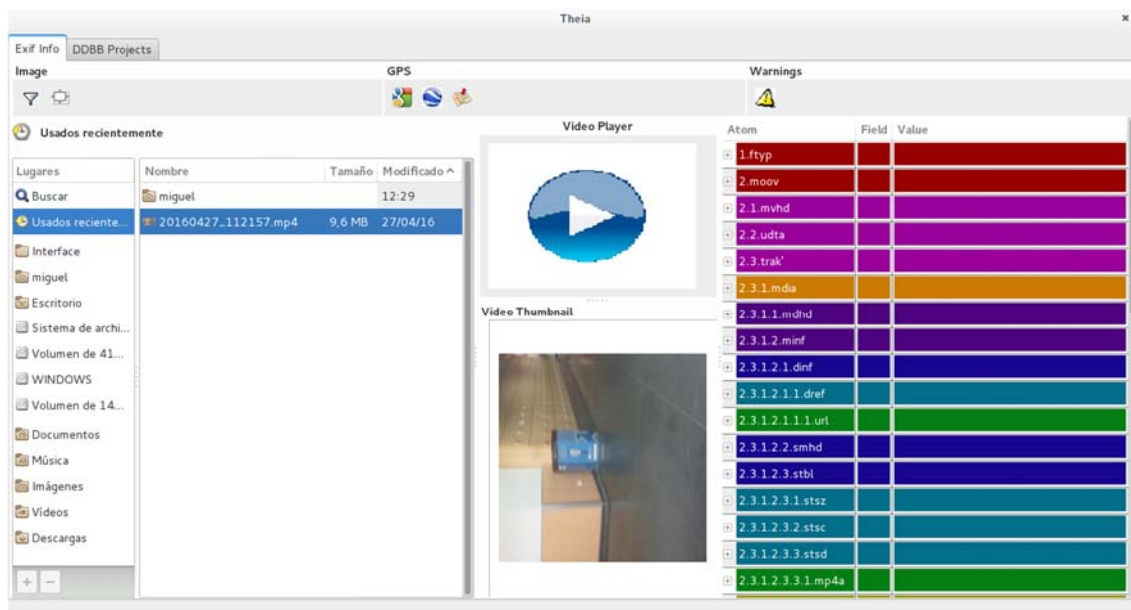 Theia
Exif Info DDBB Projects
Image GPS Warnings
Usados recientemente
Lugares
Buscar
Usados reciente...
Interface
miguel
Escritorio
Sistema de archi...
Volumen de 41...
WINDOWS
Volumen de 14...
Documentos
Música
Imágenes
Vídeos
Descargas
Nombre Tamaño Modificado
miguel 12:29
20160427_112157.mp4 9,6 MB 27/04/16
Video Player
Video Thumbnail
Atom Field Value
1.ftyp
2.moov
2.1.mvhd
2.2.udta
2.3.trak'
2.3.1.mdia
2.3.1.1.mdhd
2.3.1.2.minf
2.3.1.2.1.dinf
2.3.1.2.1.1.dref
2.3.1.2.1.1.1.url
2.3.1.2.2.smhd
2.3.1.2.3.stbl
2.3.1.2.3.1.stsz
2.3.1.2.3.2.stsc
2.3.1.2.3.3.stsd
2.3.1.2.3.3.1.mp4a